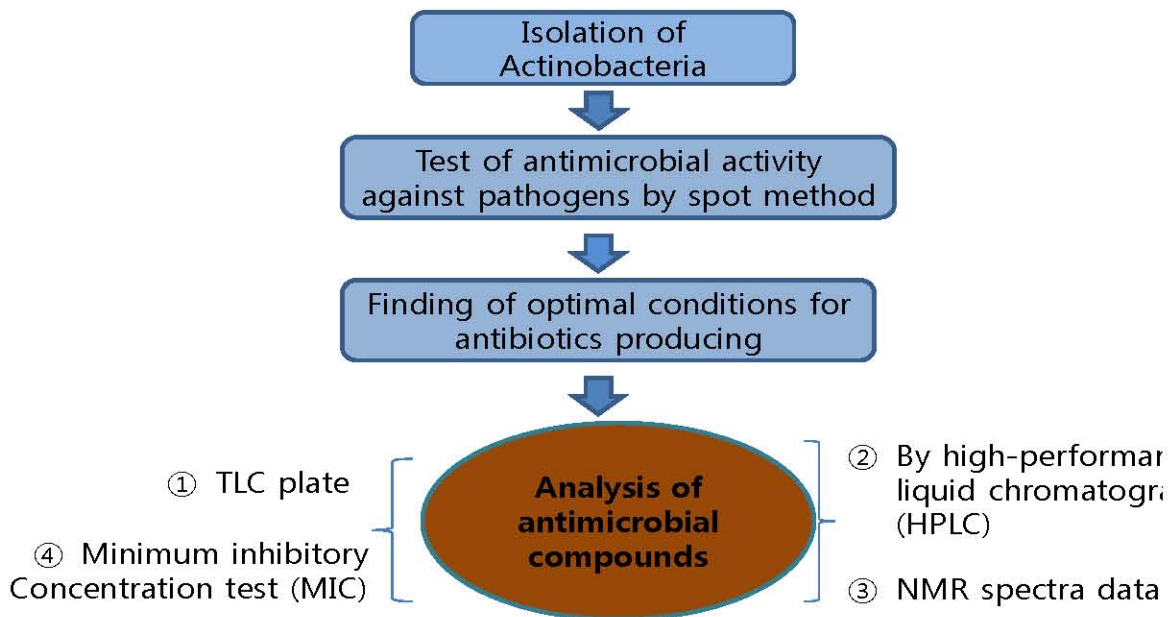 Isolation of
Actinobacteria
Test of antimicrobial activity
against pathogens by spot method
Finding of optimal conditions for
antibiotics producing
① TLC plate
④ Minimum inhibitory
Concentration test (MIC)
Analysis of
antimicrobial
compounds
② By high-performan
liquid chromatogra
(HPLC)
③ NMR spectra data